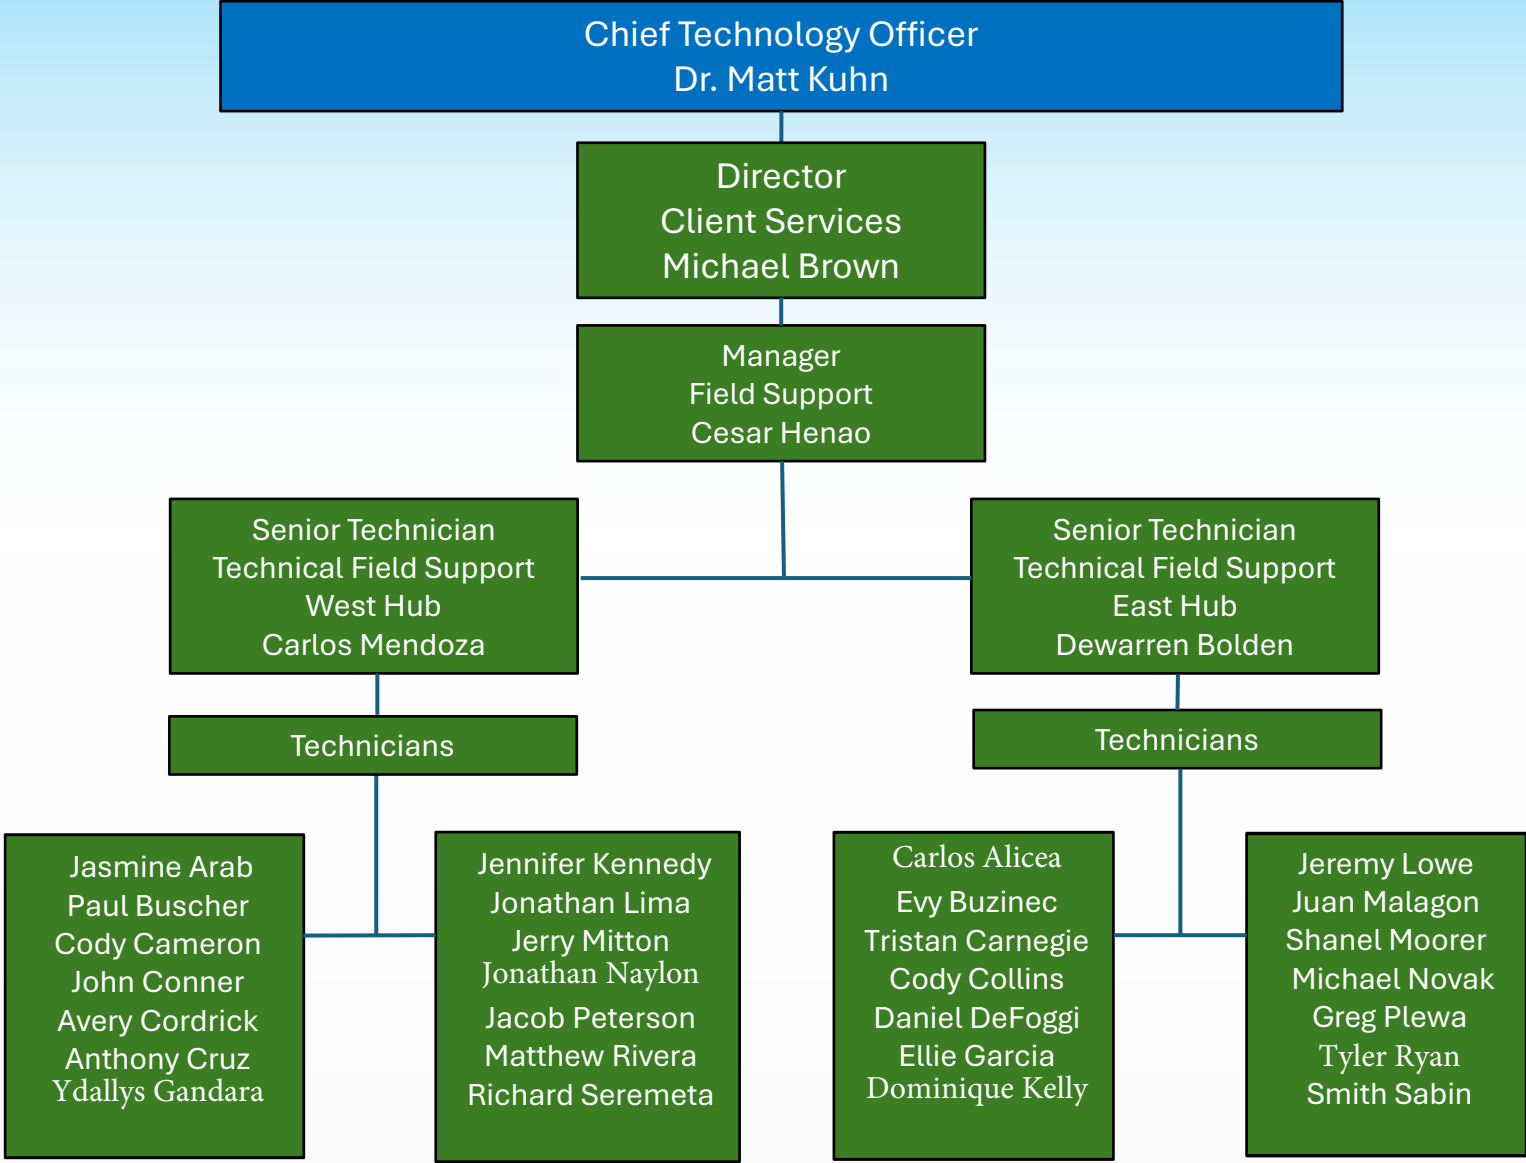 Chief Technology Officer
Dr. Matt Kuhn
Director
Client Services
Michael Brown
Manager
Field Support
Cesar Henao
Senior Technician
Technical Field Support
West Hub
Carlos Mendoza
Senior Technician
Technical Field Support
East Hub
Dewarren Bolden
Technicians
Technicians
Jasmine Arab
Paul Buscher
Cody Cameron
John Conner
Avery Cordrick
Anthony Cruz
Ydallys Gandara
Jennifer Kennedy
Jonathan Lima
Jerry Mitton
Jonathan Naylon
Jacob Peterson
Matthew Rivera
Richard Seremeta
Carlos Alicea
Evy Buzinec
Tristan Carnegie
Cody Collins
Daniel DeFoggi
Ellie Garcia
Dominique Kelly
Jeremy Lowe
Juan Malagon
Shanel Moorer
Michael Novak
Greg Plewa
Tyler Ryan
Smith Sabin